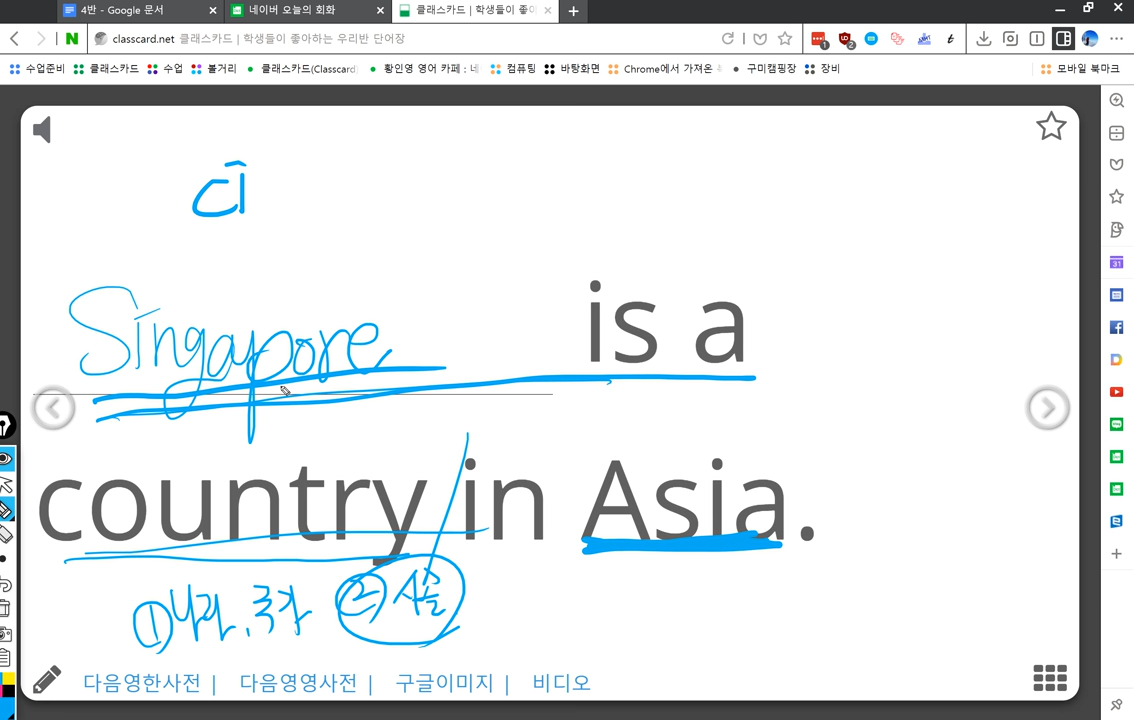 4반 - Google 문서
네이버 오늘의 회화
클래스카드 | 학생들이 좋아
classcard.net 클래스카드 | 학생들이 좋아하는 우리반 단어장
수업준비 클래스카드 수업 볼거리 클래스카드(Classcard) 황인영 영어 카페 : 네 컴퓨팅 바탕화면 Chrome에서 가져온 구미캠핑장 장비 모바일 북마크
ci
Singapore is a
country in Asia.
① 나라, 국가 ② 시골
다음영한사전 | 다음영영사전 | 구글이미지 | 비디오